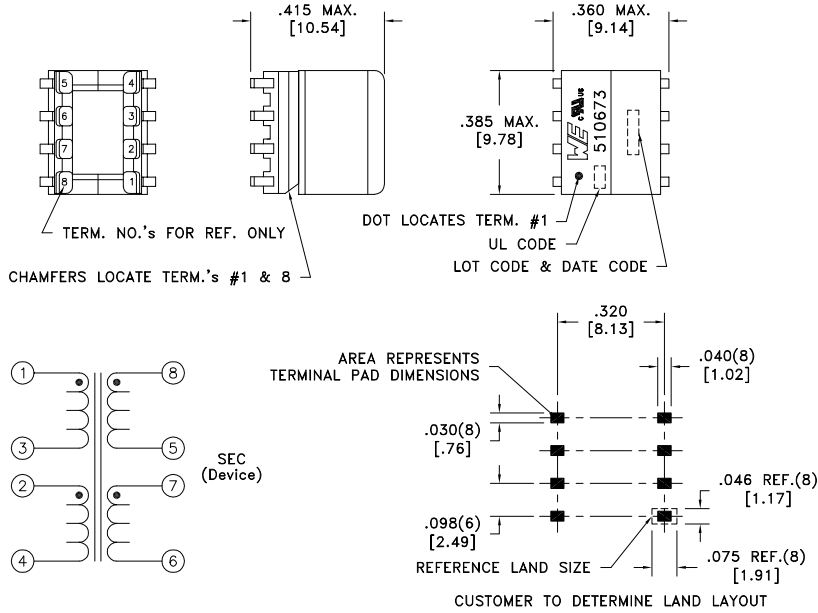 .415 MAX.
[10.54]
.360 MAX.
[9.14]
5
4
6
3
7
2
8
1
.385 MAX.
[9.78]
WE
c UR US
510673
TERM. NO.'s FOR REF. ONLY
CHAMFERS LOCATE TERM.'s #1 & 8
DOT LOCATES TERM. #1
UL CODE
LOT CODE & DATE CODE
1
8
3
5
2
7
4
6
SEC
(Device)
.320
[8.13]
AREA REPRESENTS
TERMINAL PAD DIMENSIONS
.040(8)
[1.02]
.030(8)
[.76]
.046 REF.(8)
[1.17]
.098(6)
[2.49]
REFERENCE LAND SIZE
.075 REF.(8)
[1.91]
CUSTOMER TO DETERMINE LAND LAYOUT